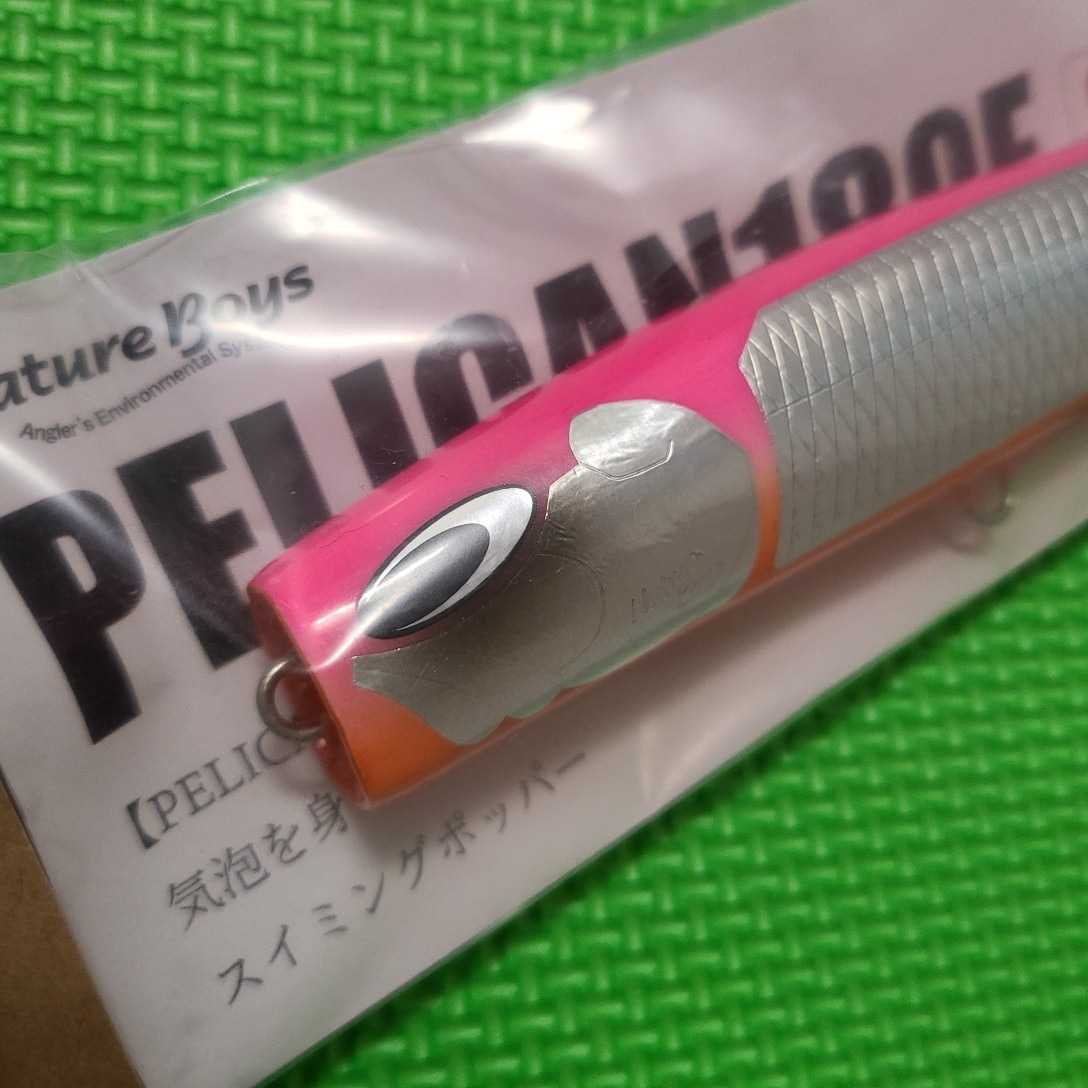 ature Boys
Angler's Environmental Sys
PELICAN180F
【PELICA
気泡を身
スイミングポッパー